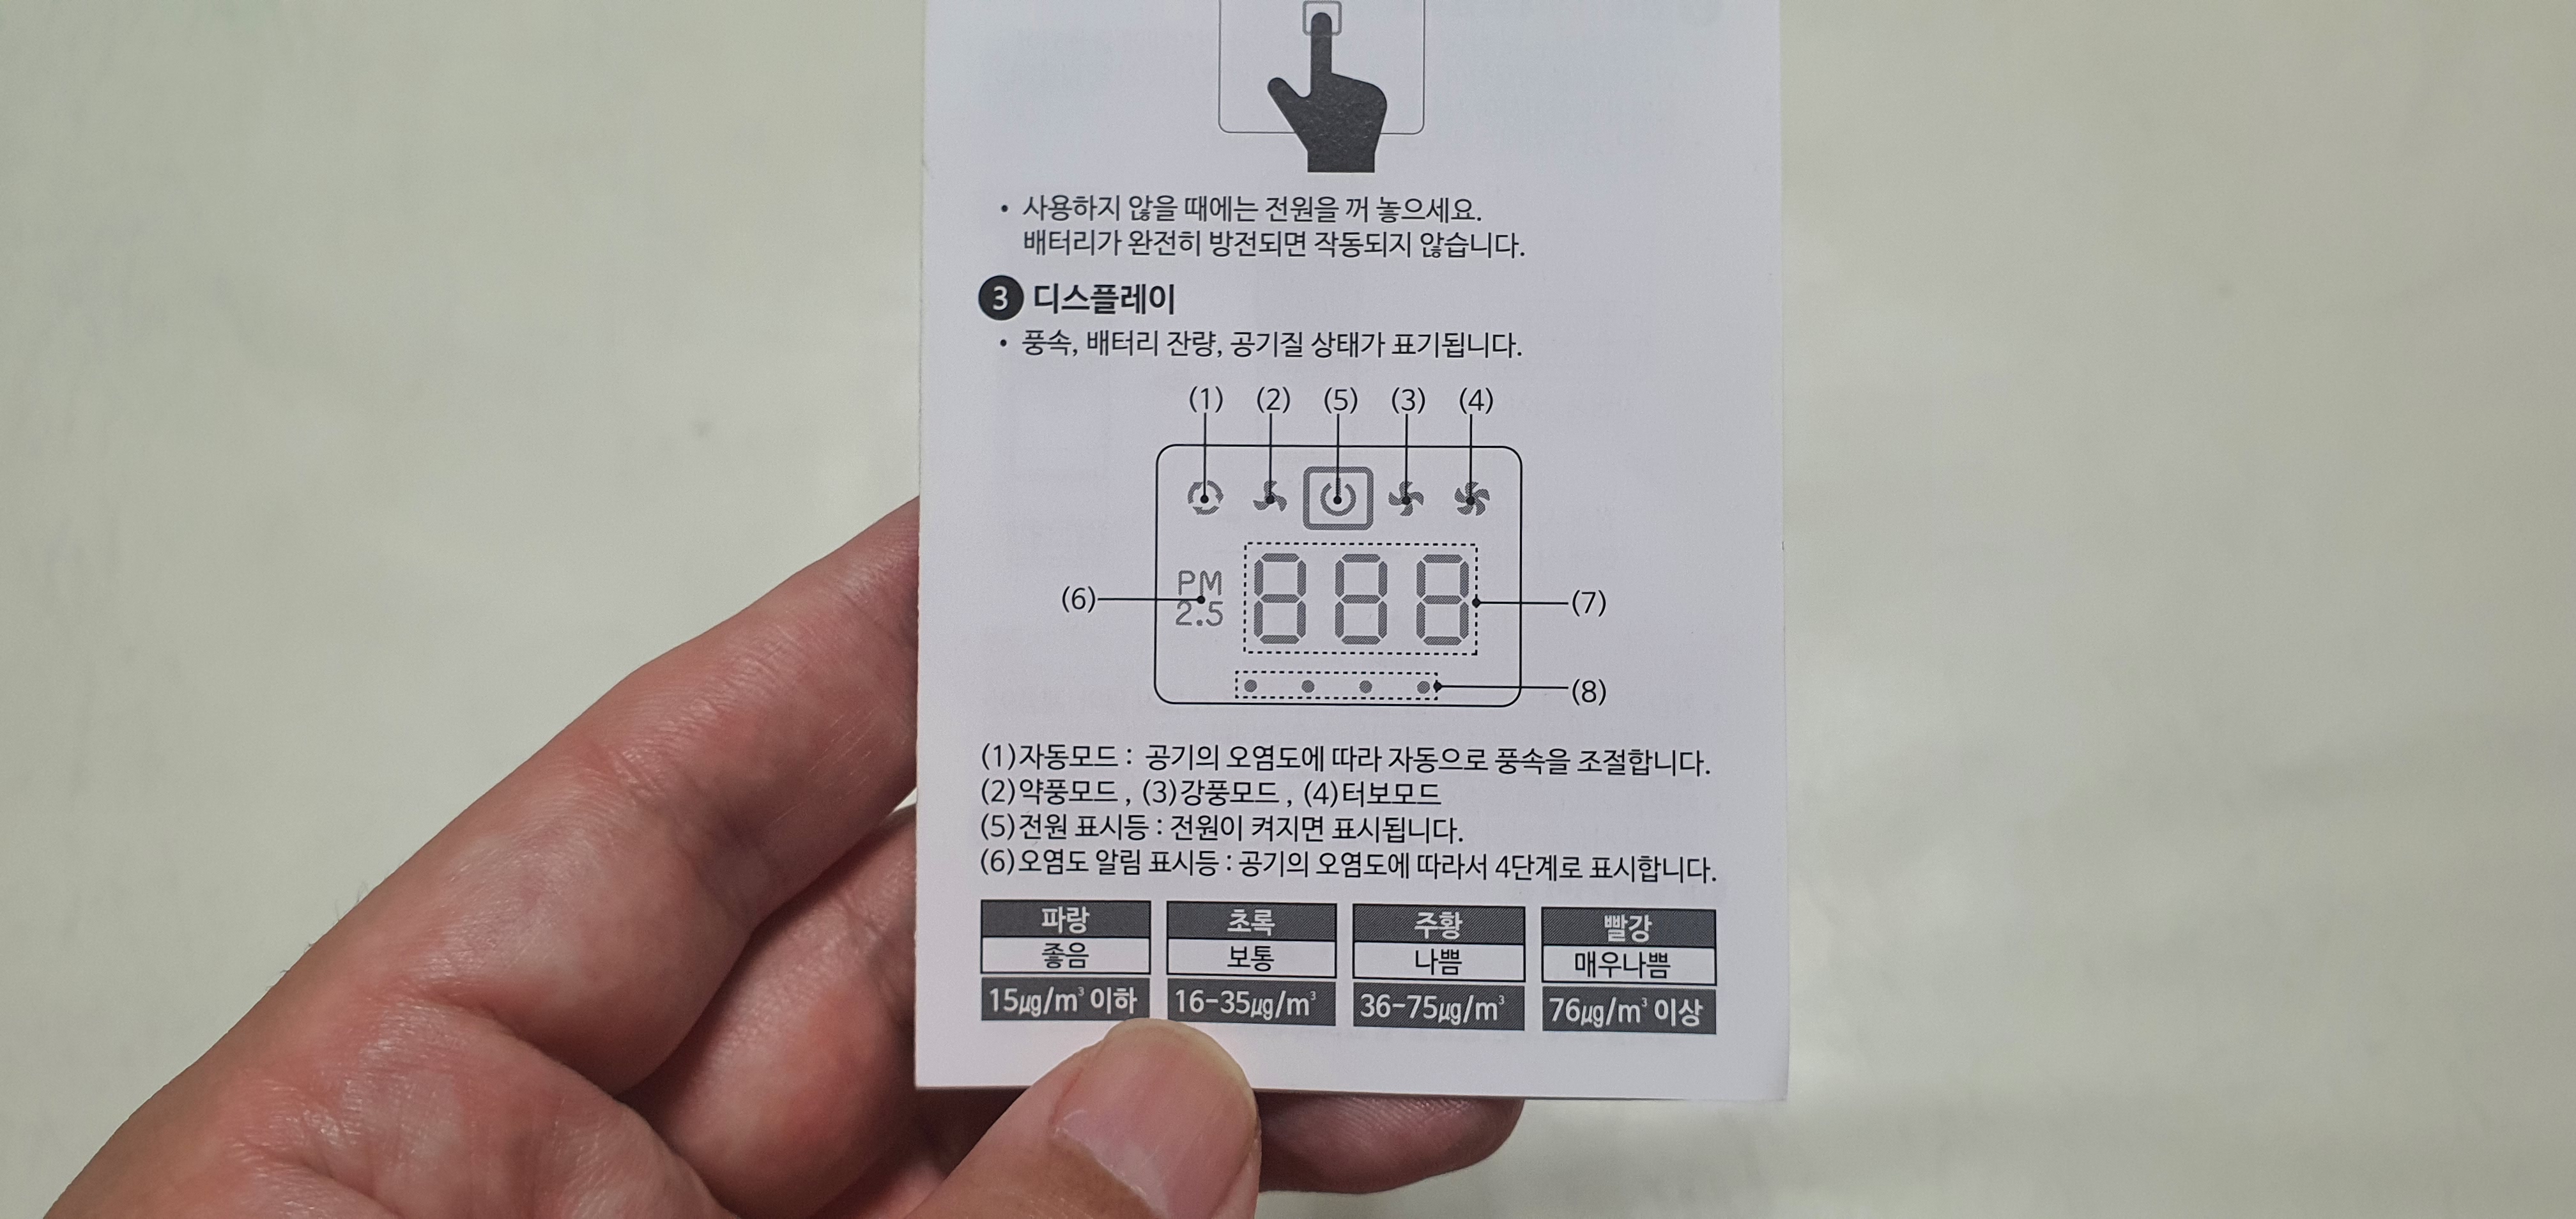 • 사용하지 않을 때에는 전원을 꺼 놓으세요.
배터리가 완전히 방전되면 작동되지 않습니다.
3 디스플레이
• 풍속, 배터리 잔량, 공기질 상태가 표기됩니다.
(1) (2) (5) (3) (4)
PM
2.5
888
(6)
(7)
(8)
(1)자동모드 : 공기의 오염도에 따라 자동으로 풍속을 조절합니다.
(2)약풍모드 , (3)강풍모드 , (4)터보모드
(5)전원 표시등 : 전원이 켜지면 표시됩니다.
(6)오염도 알림 표시등 : 공기의 오염도에 따라서 4단계로 표시합니다.
파랑 초록 주황 빨강
좋음 보통 나쁨 매우나쁨
15㎍/m³ 이하 16-35㎍/m³ 36-75㎍/m³ 76㎍/m³ 이상